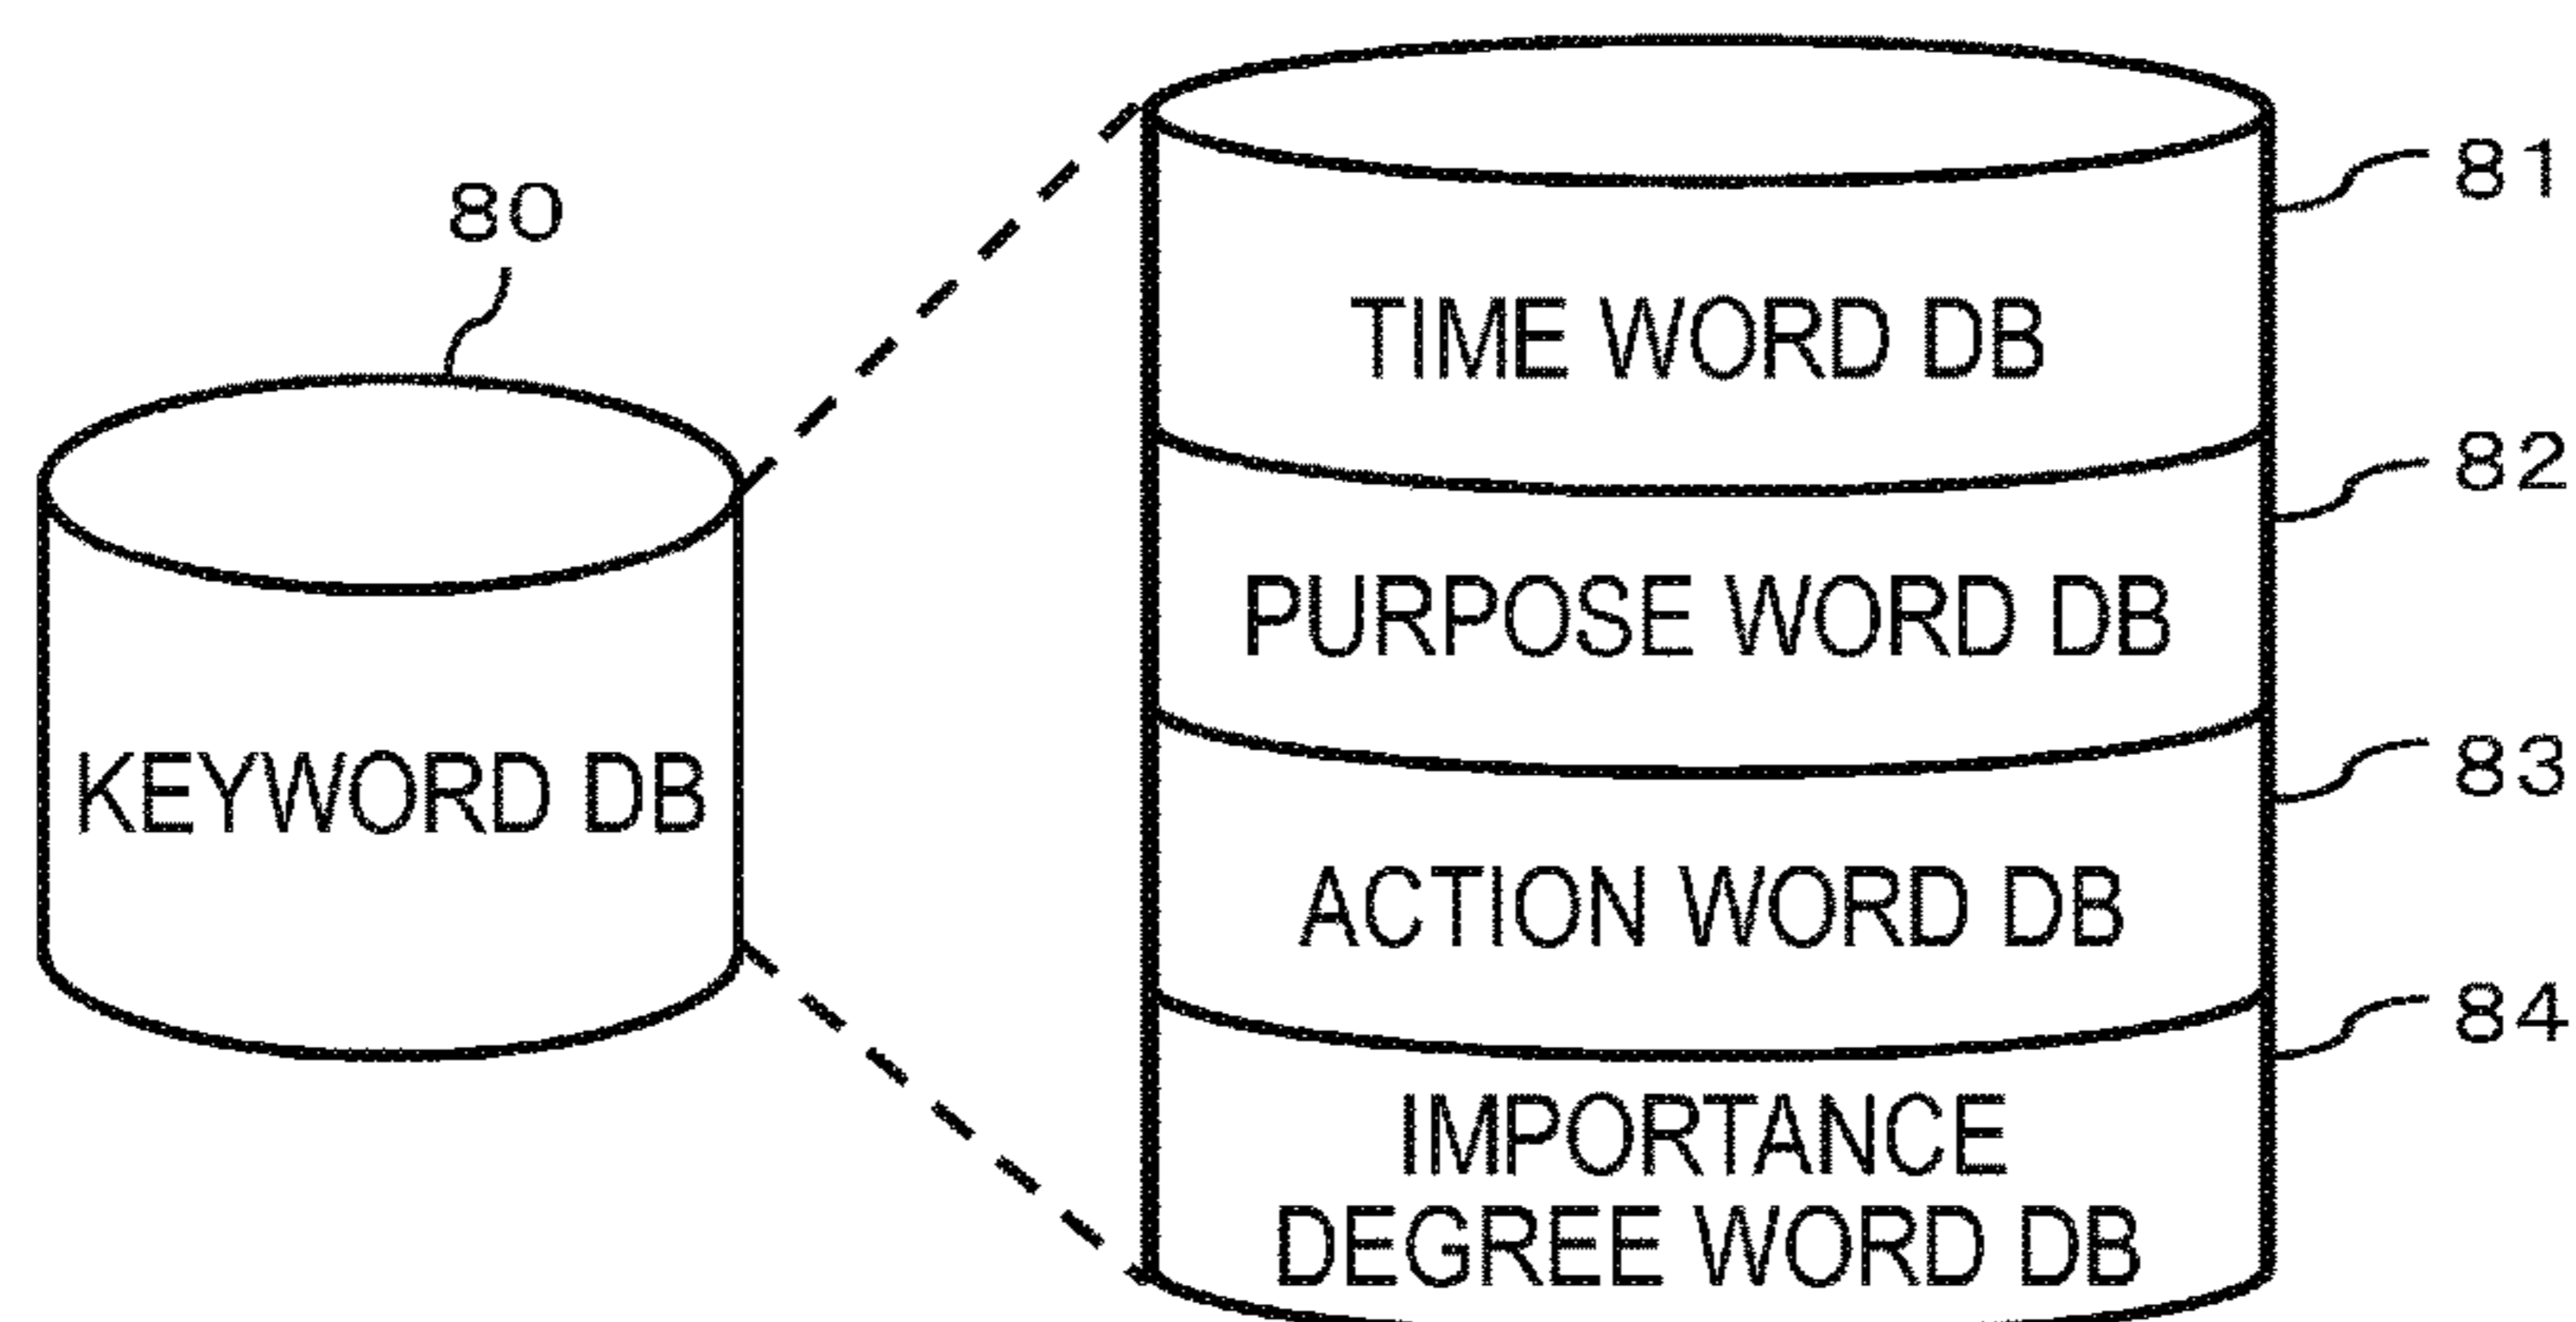 80
KEYWORD DB
81
TIME WORD DB
82
PURPOSE WORD DB
83
ACTION WORD DB
84
IMPORTANCE
DEGREE WORD DB